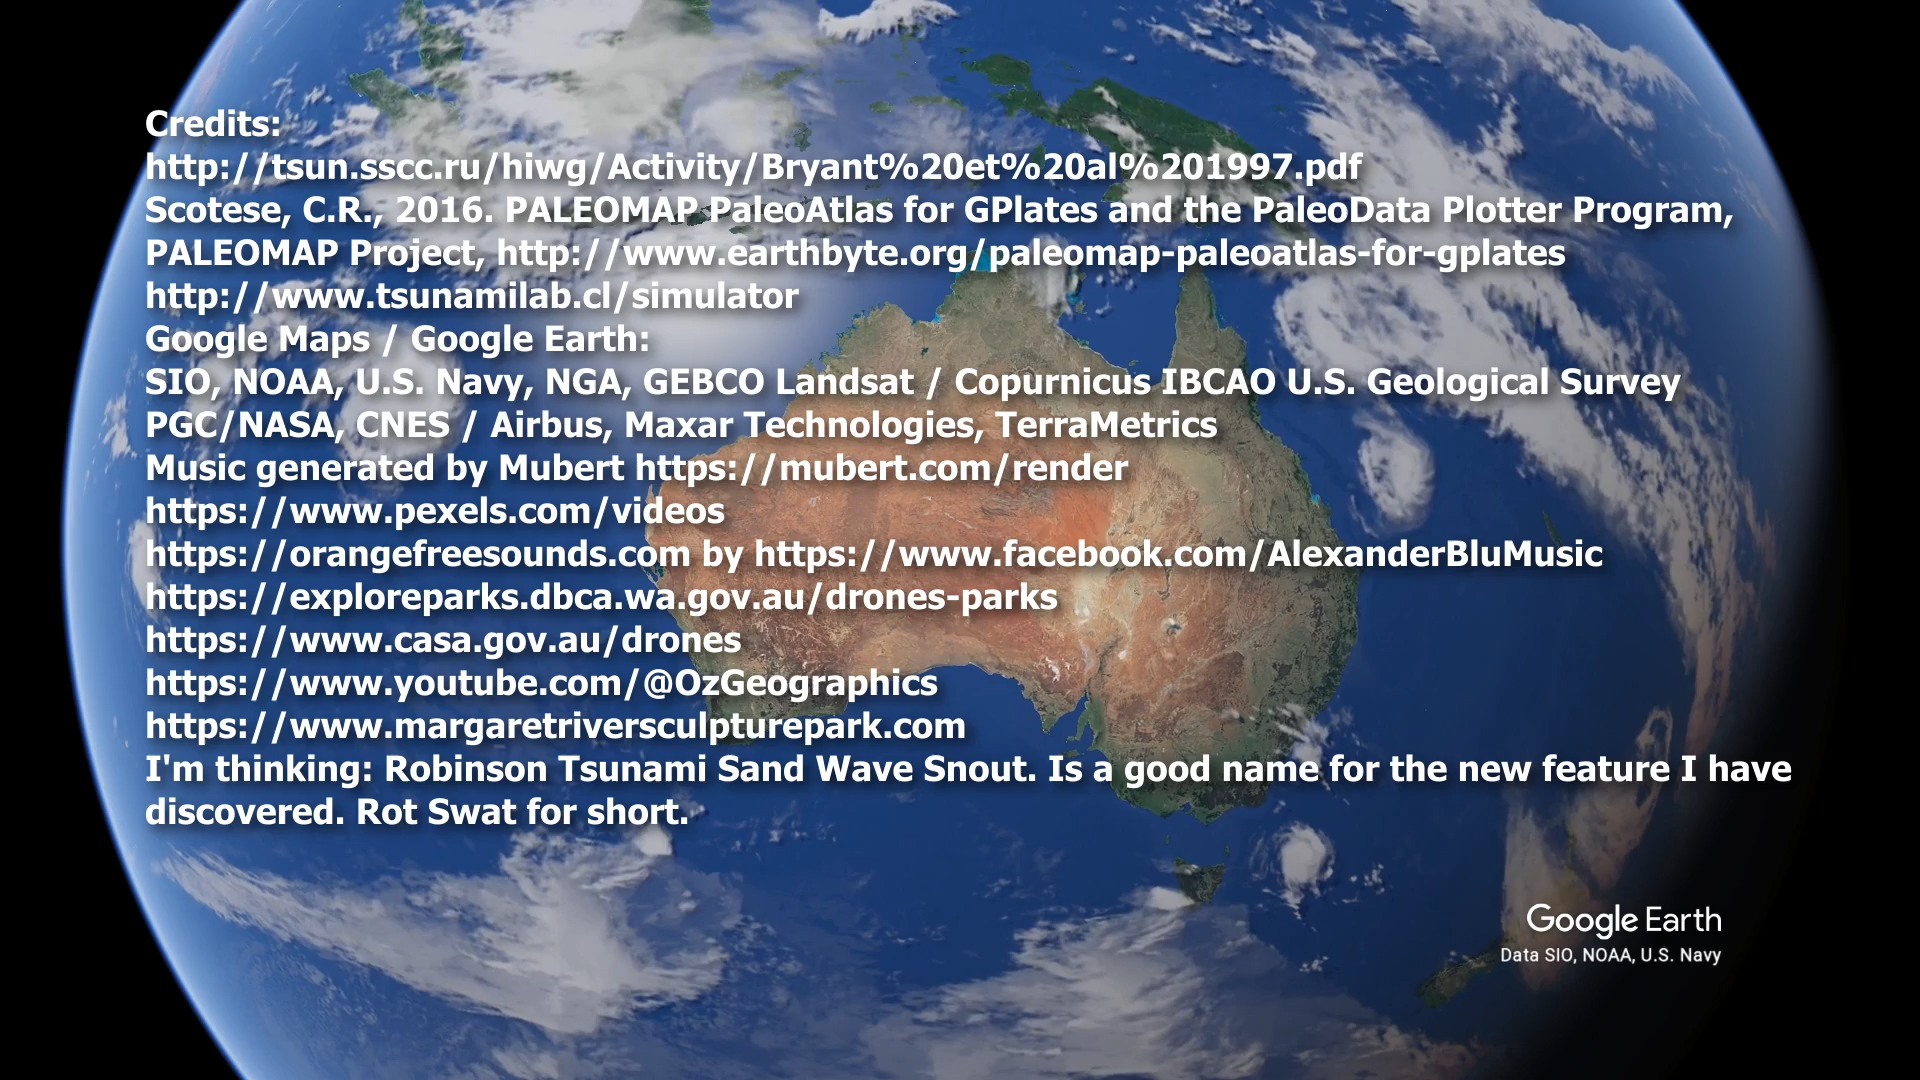 Credits:
http://tsun.sscc.ru/hiwg/Activity/Bryant%20et%20al%201997.pdf
Scotese, C.R., 2016. PALEOMAP PaleoAtlas for GPlates and the PaleoData Plotter Program,
PALEOMAP Project, http://www.earthbyte.org/paleomap-paleoatlas-for-gplates
http://www.tsunamilab.cl/simulator
Google Maps / Google Earth:
SIO, NOAA, U.S. Navy, NGA, GEBCO Landsat / Copurnicus IBCAO U.S. Geological Survey
PGC/NASA, CNES / Airbus, Maxar Technologies, TerraMetrics
Music generated by Mubert https://mubert.com/render
https://www.pexels.com/videos
https://orangefreesounds.com by https://www.facebook.com/AlexanderBluMusic
https://exploreparks.dbca.wa.gov.au/drones-parks
https://www.casa.gov.au/drones
https://www.youtube.com/@OzGeographics
https://www.margaretriversculpturepark.com
I'm thinking: Robinson Tsunami Sand Wave Snout. Is a good name for the new feature I have
discovered. Rot Swat for short.
Google Earth
Data SIO, NOAA, U.S. Navy